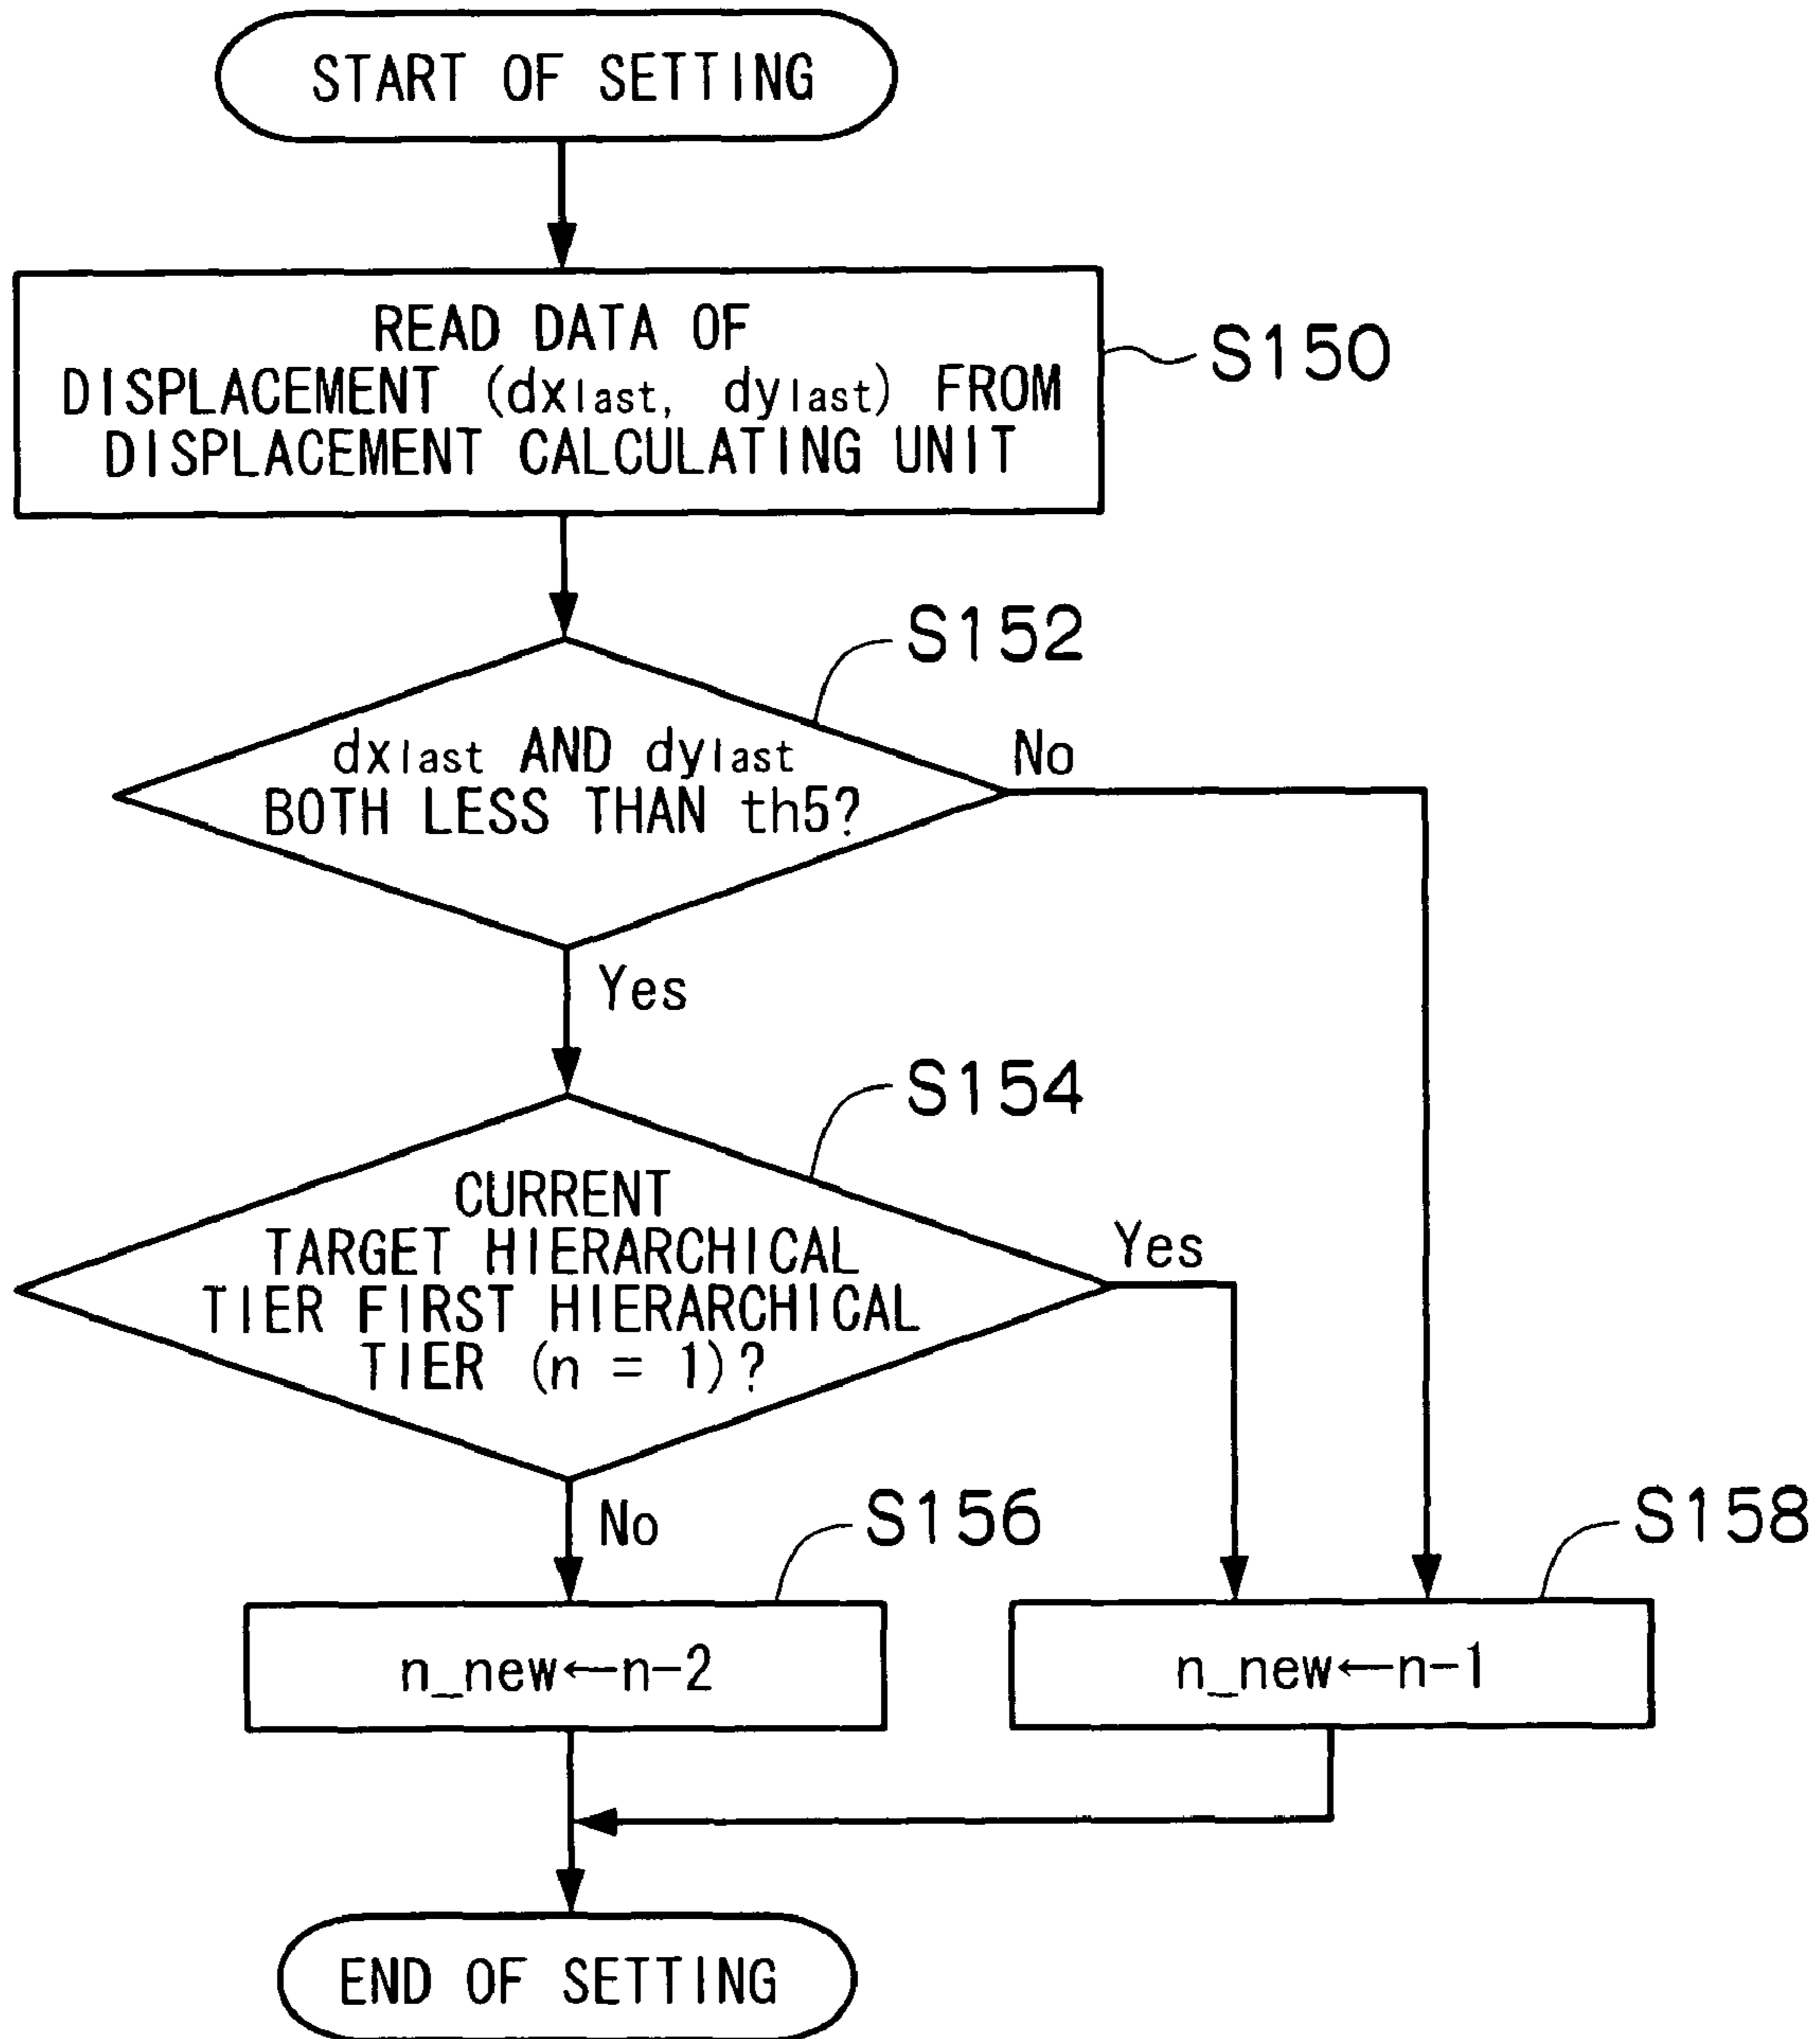 START OF SETTING
READ DATA OF
DISPLACEMENT (dxlast, dylast) FROM
DISPLACEMENT CALCULATING UNIT
S150
S152
dxlast AND dylast
BOTH LESS THAN th5?
No
Yes
S154
CURRENT
TARGET HIERARCHICAL
TIER FIRST HIERARCHICAL
TIER (n = 1)?
Yes
No
S156
S158
n_new←n-2
n_new←n-1
END OF SETTING